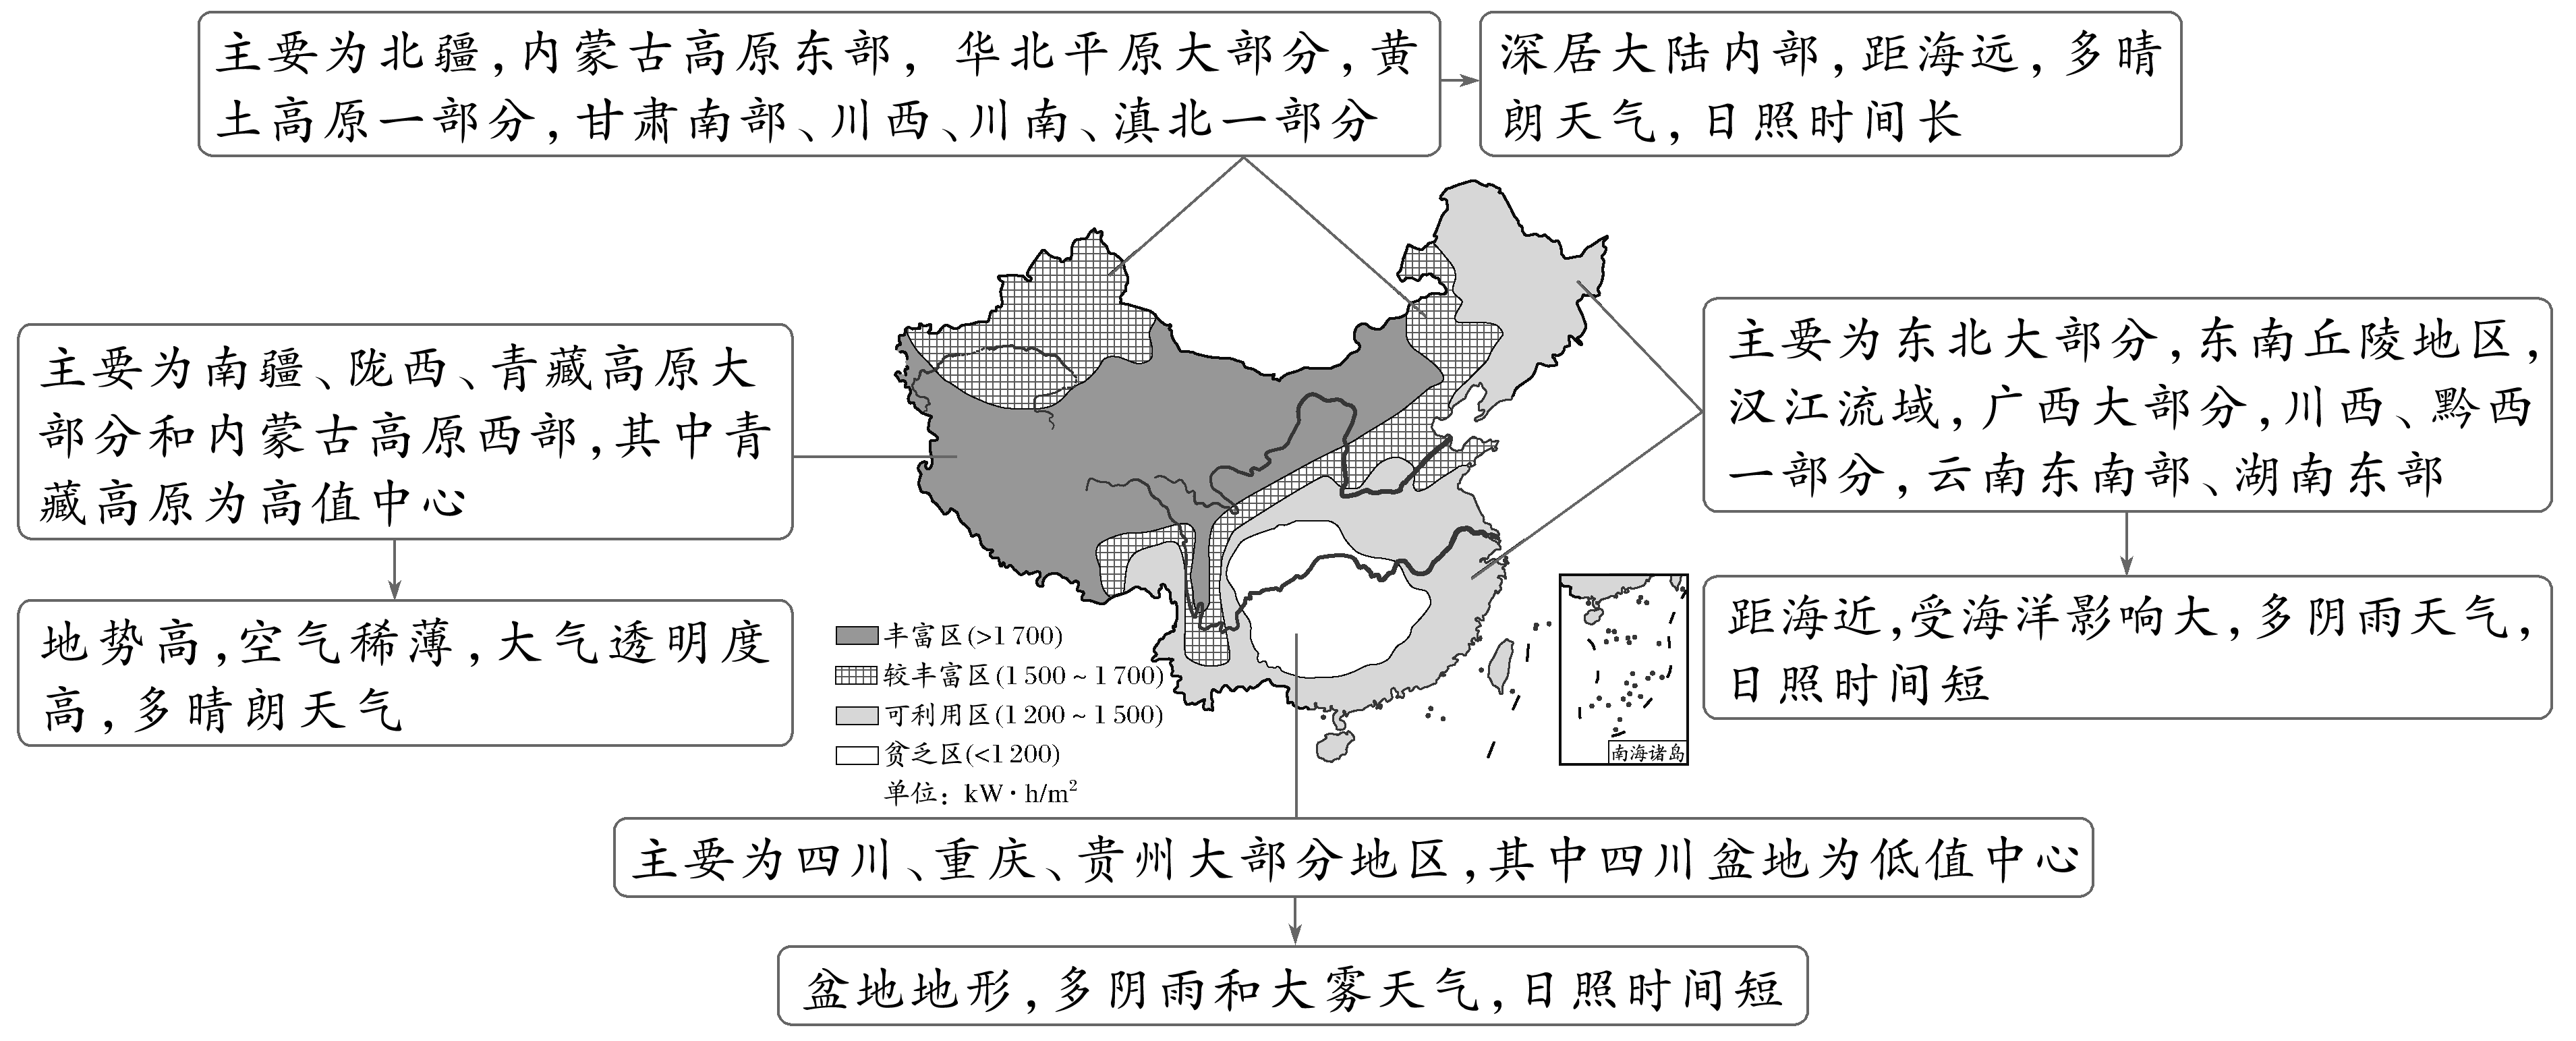 主要为北疆,内蒙古高原东部,华北平原大部分,黄
土高原一部分,甘肃南部、川西、川南、滇北一部分
深居大陆内部,距海远,多晴
朗天气,日照时间长
主要为南疆、陇西、青藏高原大
部分和内蒙古高原西部,其中青
藏高原为高值中心
地势高,空气稀薄,大气透明度
高,多晴朗天气
主要为东北大部分,东南丘陵地区,
汉江流域,广西大部分,川西、黔西
一部分,云南东南部、湖南东部
距海近,受海洋影响大,多阴雨天气,
日照时间短
丰富区(>1 700)
较丰富区(1 500~1 700)
可利用区(1 200~1 500)
贫乏区(<1 200)
单位:kW·h/m²
南海诸岛
主要为四川、重庆、贵州大部分地区,其中四川盆地为低值中心
盆地地形,多阴雨和大雾天气,日照时间短